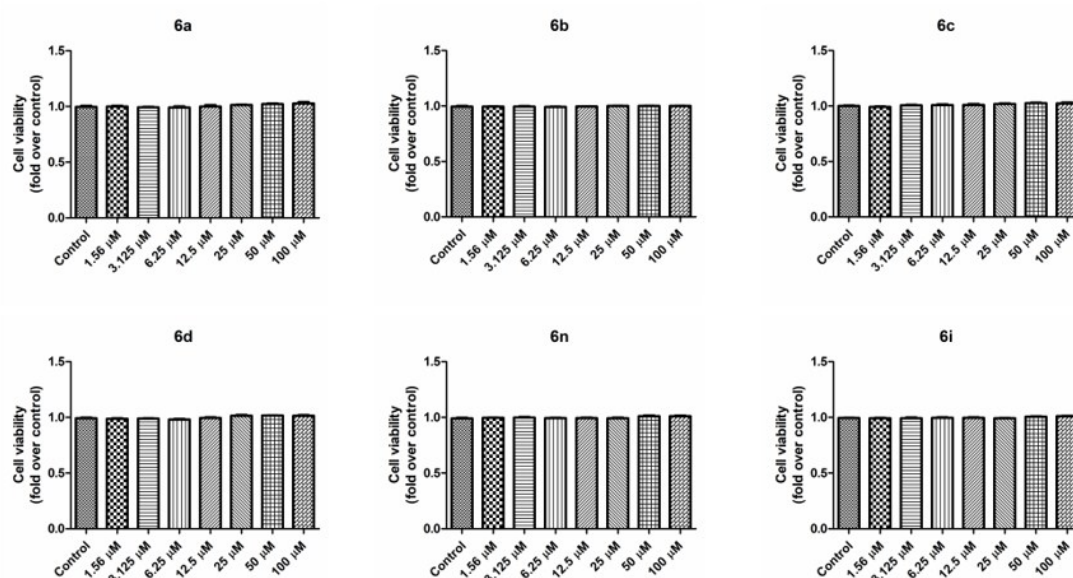 6a
1.5
1.0
0.5
0.0
Cell viability
(fold over control)
Control
1.56 µM
3.125 µM
6.25 µM
12.5 µM
25 µM
50 µM
100 µM
6b
1.5
1.0
0.5
0.0
Cell viability
(fold over control)
Control
1.56 µM
3.125 µM
6.25 µM
12.5 µM
25 µM
50 µM
100 µM
6c
1.5
1.0
0.5
0.0
Cell viability
(fold over control)
Control
1.56 µM
3.125 µM
6.25 µM
12.5 µM
25 µM
50 µM
100 µM
6d
1.5
1.0
0.5
0.0
Cell viability
(fold over control)
Control
1.56 µM
3.125 µM
6.25 µM
12.5 µM
25 µM
50 µM
100 µM
6n
1.5
1.0
0.5
0.0
Cell viability
(fold over control)
Control
1.56 µM
3.125 µM
6.25 µM
12.5 µM
25 µM
50 µM
100 µM
6i
1.5
1.0
0.5
0.0
Cell viability
(fold over control)
Control
1.56 µM
3.125 µM
6.25 µM
12.5 µM
25 µM
50 µM
100 µM